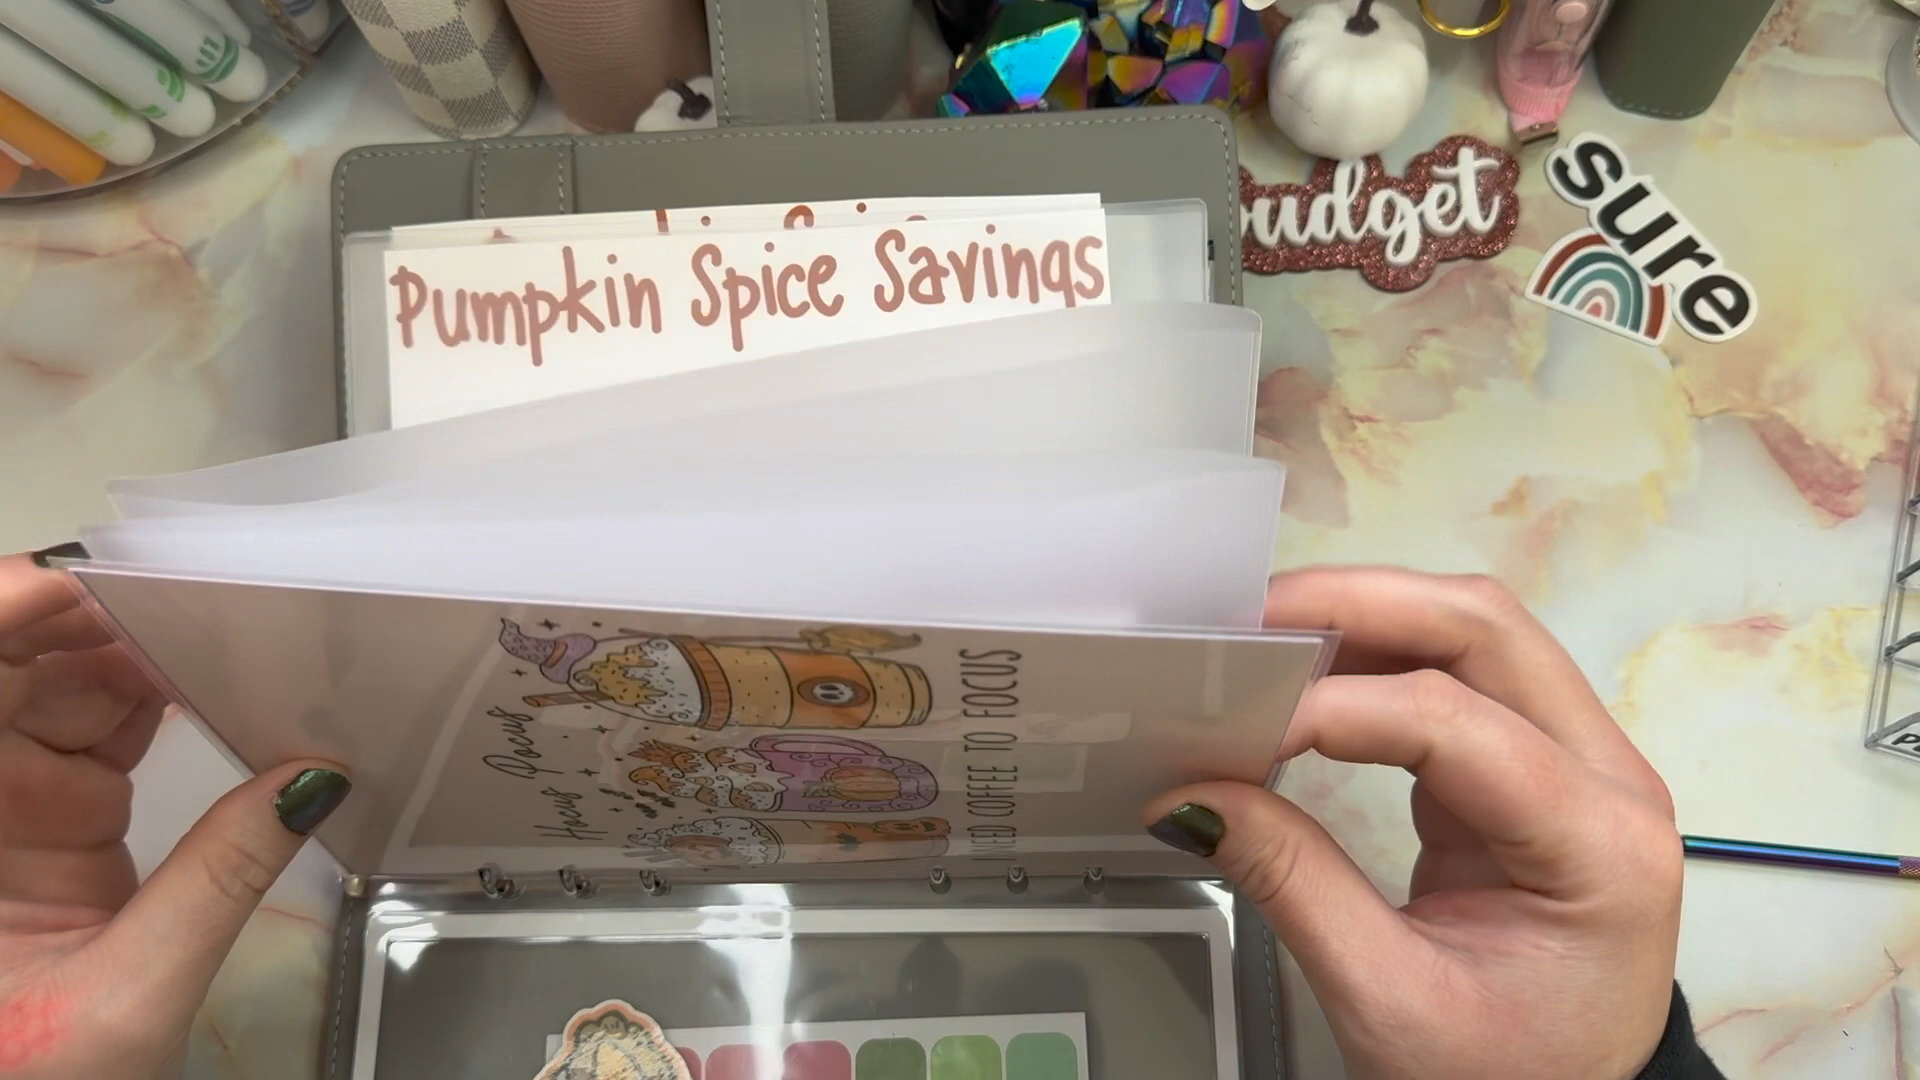 Pumpkin Spice Savings
budget
sure
Hocus Pocus
I NEED COFFEE TO FOCUS